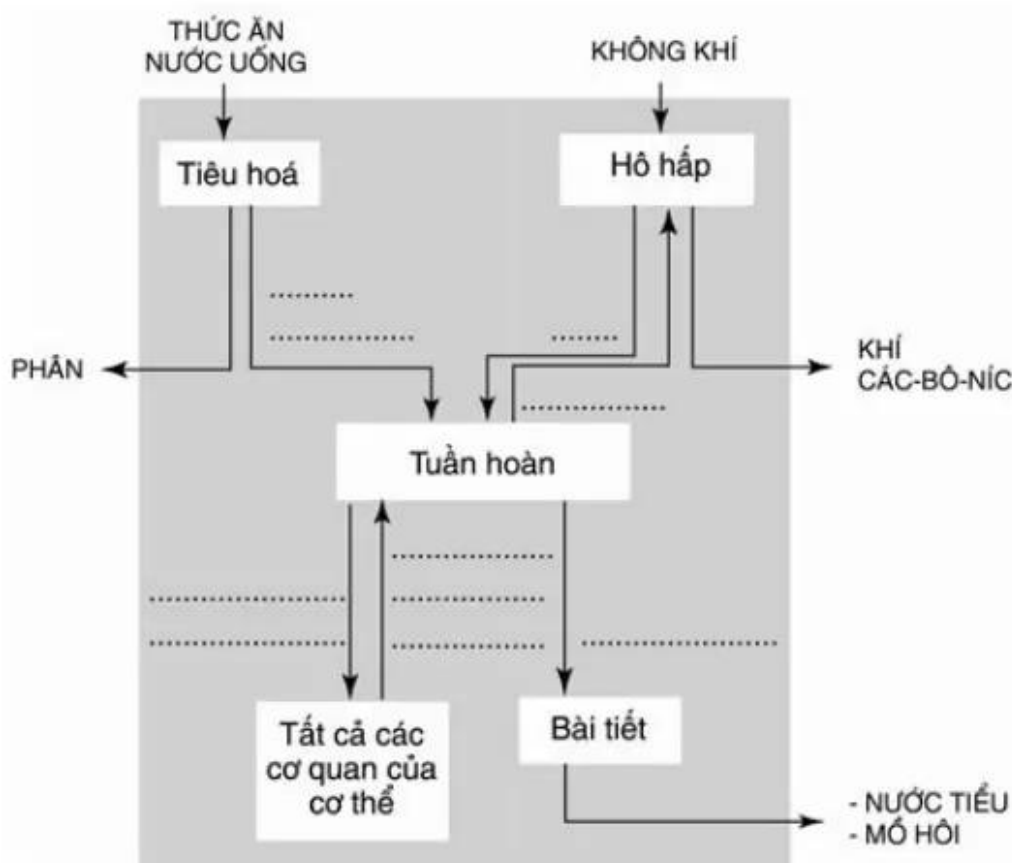 THỨC ĂN
NƯỚC UỐNG
KHÔNG KHÍ
Tiêu hoá
Hô hấp
PHÂN
KHÍ
CÁC-BÔ-NÍC
Tuần hoàn
Tất cả các
cơ quan của
cơ thể
Bài tiết
- NƯỚC TIỂU
- MỒ HÔI